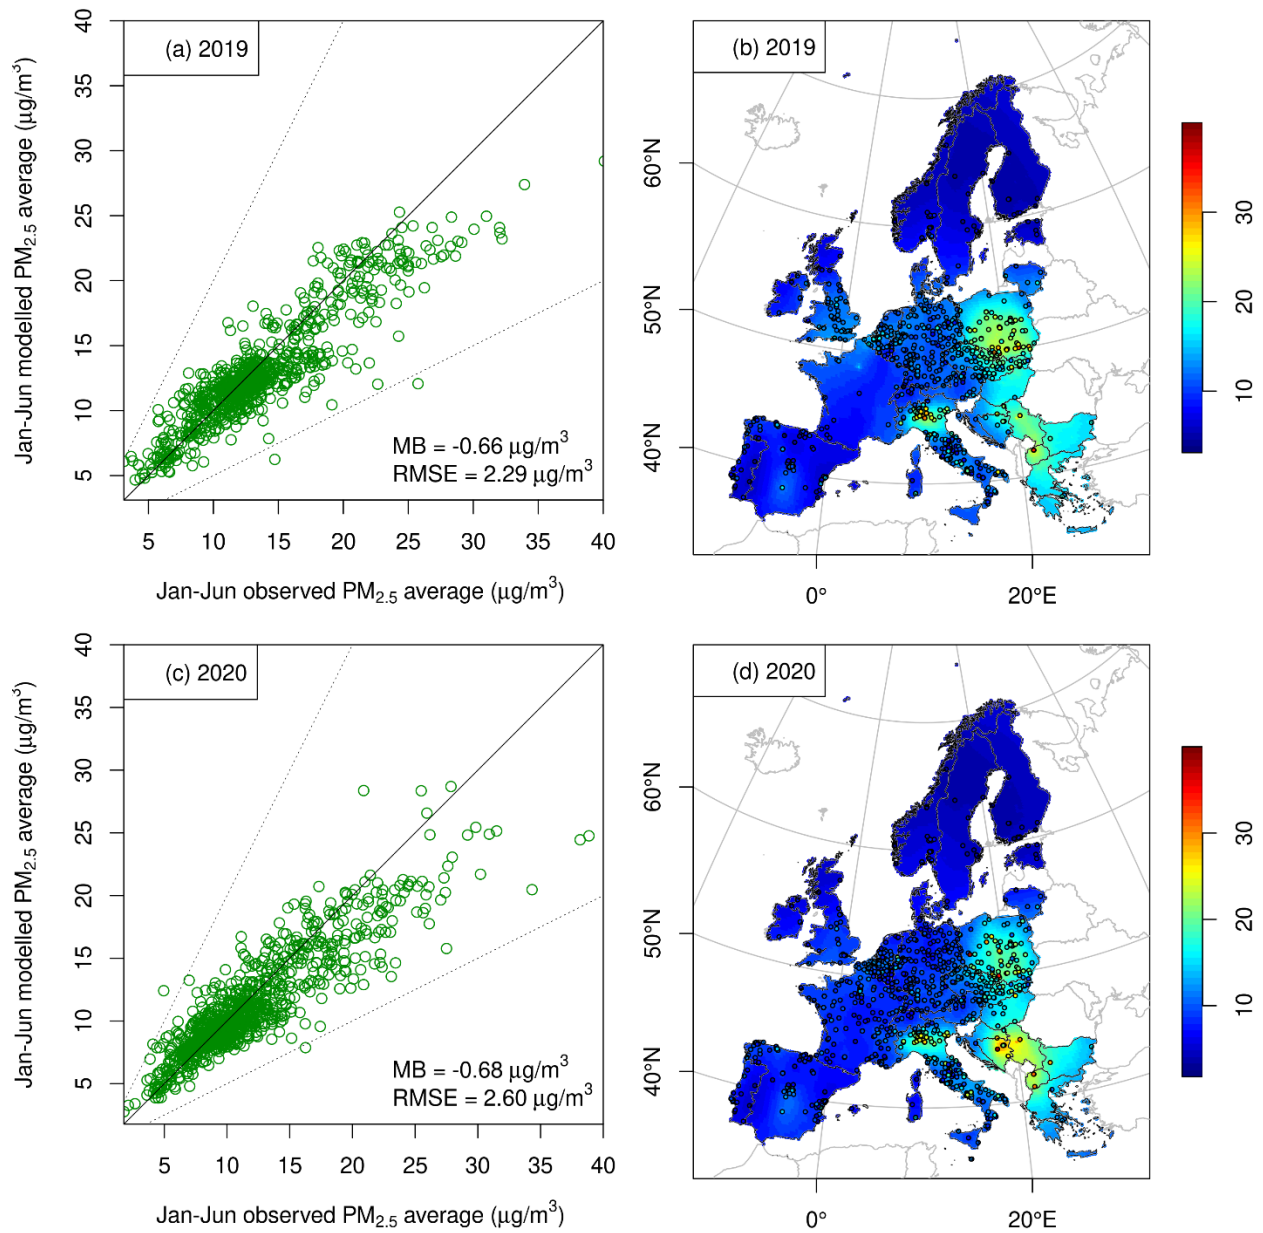 (a) 2019
Jan-Jun modelled PM2.5 average (μg/m3)
40
35
30
25
20
15
10
5
MB = -0.66 μg/m3
RMSE = 2.29 μg/m3
5 10 15 20 25 30 35 40
Jan-Jun observed PM2.5 average (μg/m3)
(b) 2019
60°N
50°N
40°N
0° 20°E
30
20
10
(c) 2020
Jan-Jun modelled PM2.5 average (μg/m3)
40
35
30
25
20
15
10
5
MB = -0.68 μg/m3
RMSE = 2.60 μg/m3
5 10 15 20 25 30 35 40
Jan-Jun observed PM2.5 average (μg/m3)
(d) 2020
60°N
50°N
40°N
0° 20°E
30
20
10